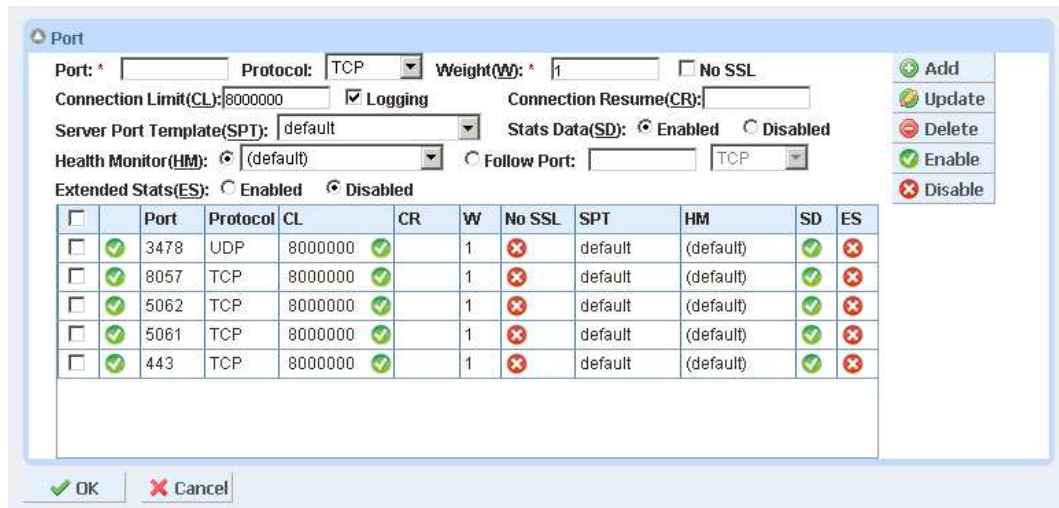 Port
Port: * Protocol: TCP Weight(W): * 1 No SSL
Connection Limit(CL): 8000000 Logging Connection Resume(CR):
Server Port Template(SPT): default Stats Data(SD): Enabled Disabled
Health Monitor(HM): (default) Follow Port: TCP
Extended Stats(ES): Enabled Disabled
Add
Update
Delete
Enable
Disable
Port Protocol CL CR W No SSL SPT HM SD ES
3478 UDP 8000000 1 default (default)
8057 TCP 8000000 1 default (default)
5062 TCP 8000000 1 default (default)
5061 TCP 8000000 1 default (default)
443 TCP 8000000 1 default (default)
OK Cancel